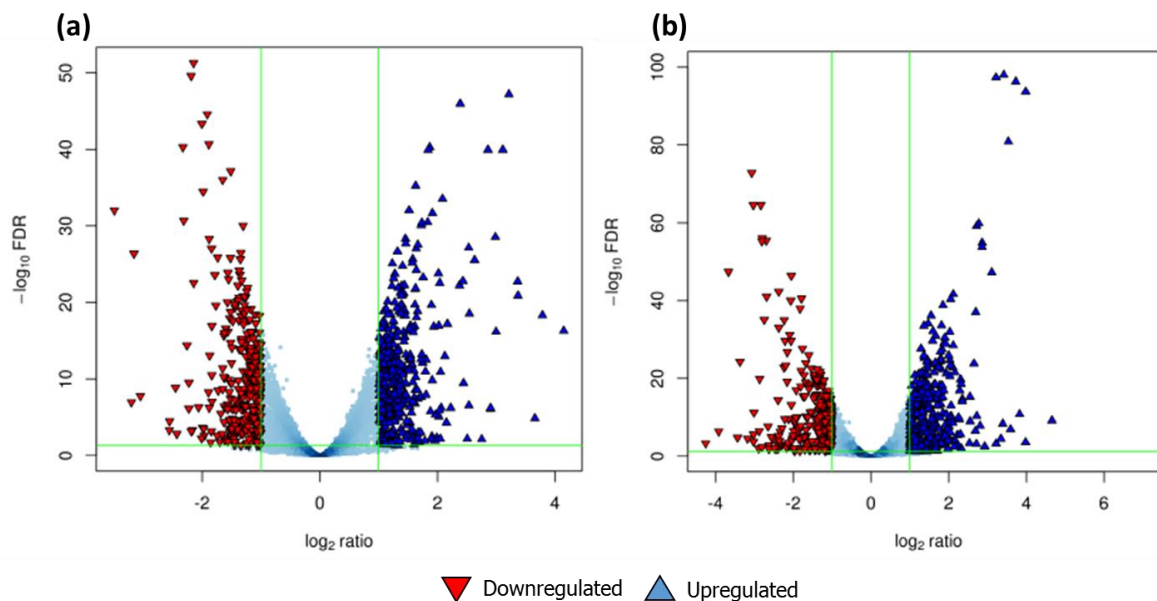 (a)
50
40
30
20
10
0
-log₁₀ FDR
-2 0 2 4
log₂ ratio
(b)
100
80
60
40
20
0
-log₁₀ FDR
-4 -2 0 2 4 6
log₂ ratio
Downregulated Upregulated